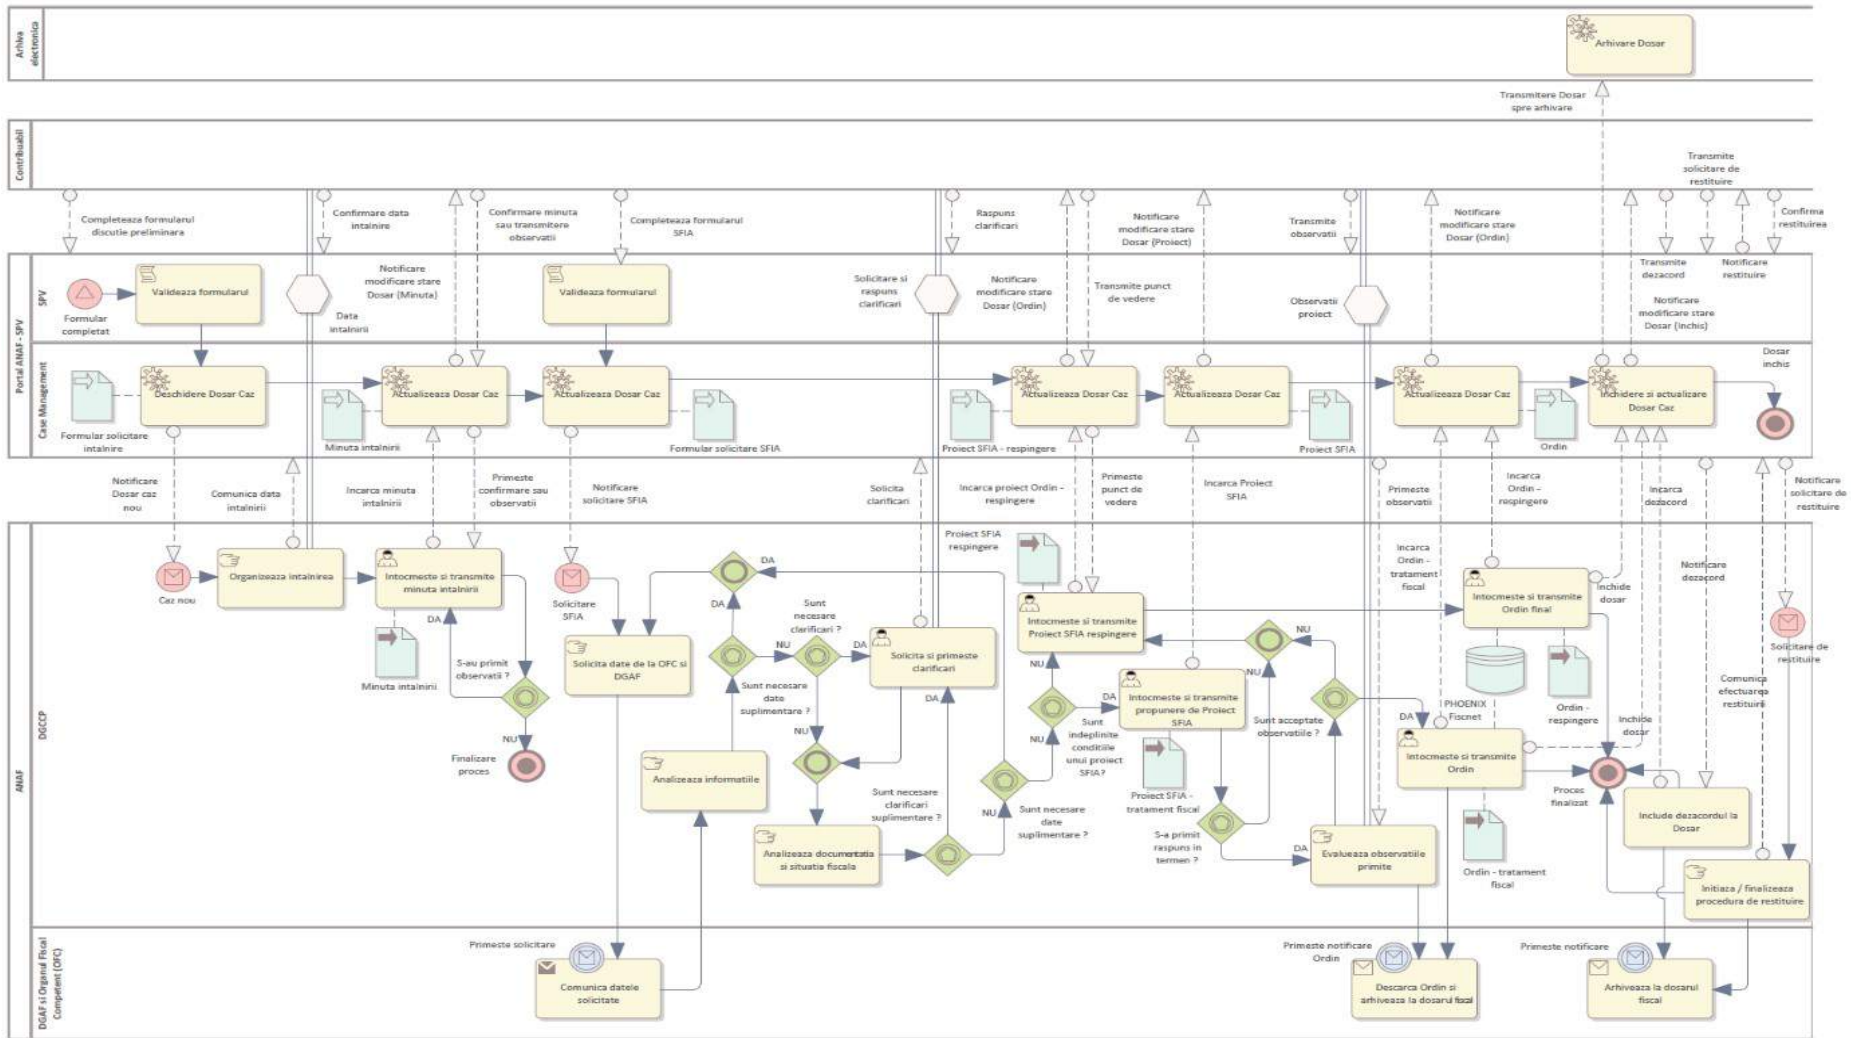 Arhiva
electronica
Arhivare Dosar
Transmitere Dosar
spre arhivare
Contribuabil
Completeaza formularul
discutie preliminara
Confirmare data
intalnire
Confirmare minuta
sau transmitere
observatii
Completeaza formularul
SFIA
Raspuns
clarificari
Notificare
modificare stare
Dosar (Proiect)
Transmite
observatii
Notificare
modificare stare
Dosar (Ordin)
Transmite
solicitare de
restituire
Confirma
restituirea
Portal ANAF - SPV
SPV
Formular
completat
Valideaza formularul
Notificare
modificare stare
Dosar (Minuta)
Data
intalnirii
Valideaza formularul
Solicitare si
raspuns
clarificari
Notificare
modificare stare
Dosar (Ordin)
Transmite punct
de vedere
Observatii
proiect
Transmite
dezacord
Notificare
restituire
Notificare
modificare stare
Dosar (Inchis)
Case Management
Deschidere Dosar Caz
Actualizeaza Dosar Caz
Actualizeaza Dosar Caz
Actualizeaza Dosar Caz
Actualizeaza Dosar Caz
Actualizeaza Dosar Caz
Inchidere si actualizare
Dosar Caz
Dosar
inchis
Formular solicitare
intalnire
Minuta intalnirii
Formular solicitare SFIA
Proiect SFIA - respingere
Proiect SFIA
Ordin
Notificare
Dosar caz
nou
Comunica data
intalnirii
Incarca minuta
intalnirii
Primeste
confirmare sau
observatii
Notificare
solicitare SFIA
Solicita
clarificari
Incarca proiect Ordin -
respingere
Primeste
punct de
vedere
Incarca Proiect
SFIA
Primeste
observatii
Incarca
Ordin -
respingere
Incarca
dezacord
Notificare
solicitare de
restituire
ANAF
DGCCP
Caz nou
Organizeaza intalnirea
Intocmeste si transmite
minuta intalnirii
DA
S-au primit
observatii ?
Minuta intalnirii
NU
Finalizare
proces
Solicitare
SFIA
Solicita date de la OFC si
DGAF
DA
DA
NU
Sunt
necesare
clarificari ?
DA
Sunt necesare
date
suplimentare ?
NU
Solicita si primeste
clarificari
DA
Analizeaza informatiile
Analizeaza documentatia
si situatia fiscala
Sunt necesare
clarificari
suplimentare ?
NU
Sunt necesare
date
suplimentare ?
NU
Proiect SFIA
respingere
Intocmeste si transmite
Proiect SFIA respingere
NU
DA
Sunt
indeplinite
conditiile
unui proiect
SFIA?
Intocmeste si transmite
propunere de Proiect
SFIA
Proiect SFIA -
tratament fiscal
S-a primit
raspuns in
termen ?
NU
NU
DA
Sunt acceptate
observatiile ?
DA
Evalueaza observatiile
primite
Incarca
Ordin -
tratament
fiscal
Intocmeste si transmite
Ordin final
Inchide
dosar
PHOENIX
Fiscnet
Ordin -
respingere
Intocmeste si transmite
Ordin
Ordin - tratament
fiscal
Inchide
dosar
Proces
finalizat
Notificare
dezacord
Solicitare de
restituire
Comunica
efectuarea
restituirii
Include dezacordul la
Dosar
Initiaza / finalizeaza
procedura de restituire
DGAF si Organul Fiscal
Competent (OFC)
Primeste solicitare
Comunica datele
solicitate
Primeste notificare
Ordin
Descarca Ordin si
arhiveaza la dosarul fiscal
Primeste notificare
Arhiveaza la dosarul
fiscal